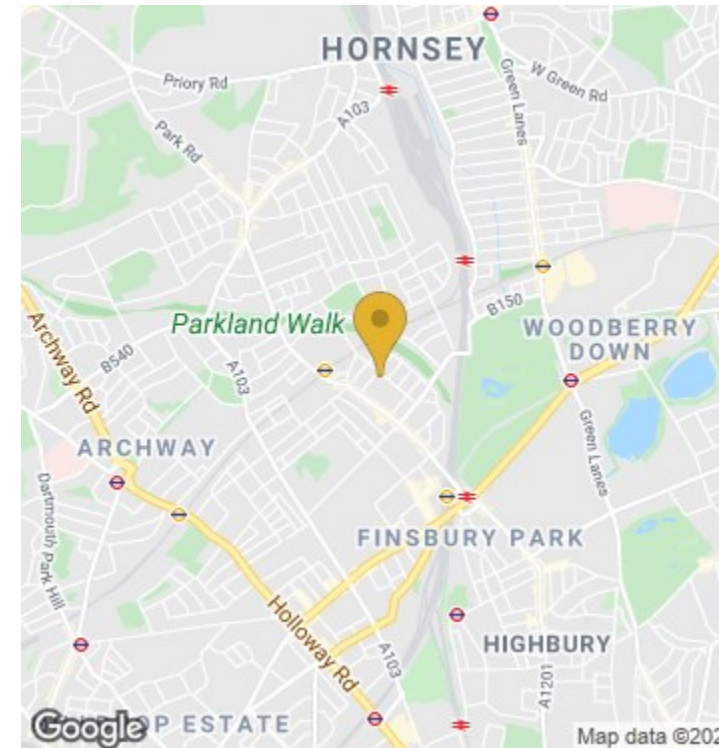 HORNSEY
Priory Rd
W Green Rd
Green Lanes
A103
Park Rd
Parkland Walk
B150
WOODBERRY
DOWN
Archway Rd
B540
A103
ARCHWAY
Green Lanes
Dartmouth Park Hill
FINSBURY PARK
Holloway Rd
A103
HIGHBURY
A1201
Google
OP ESTATE
Map data ©202